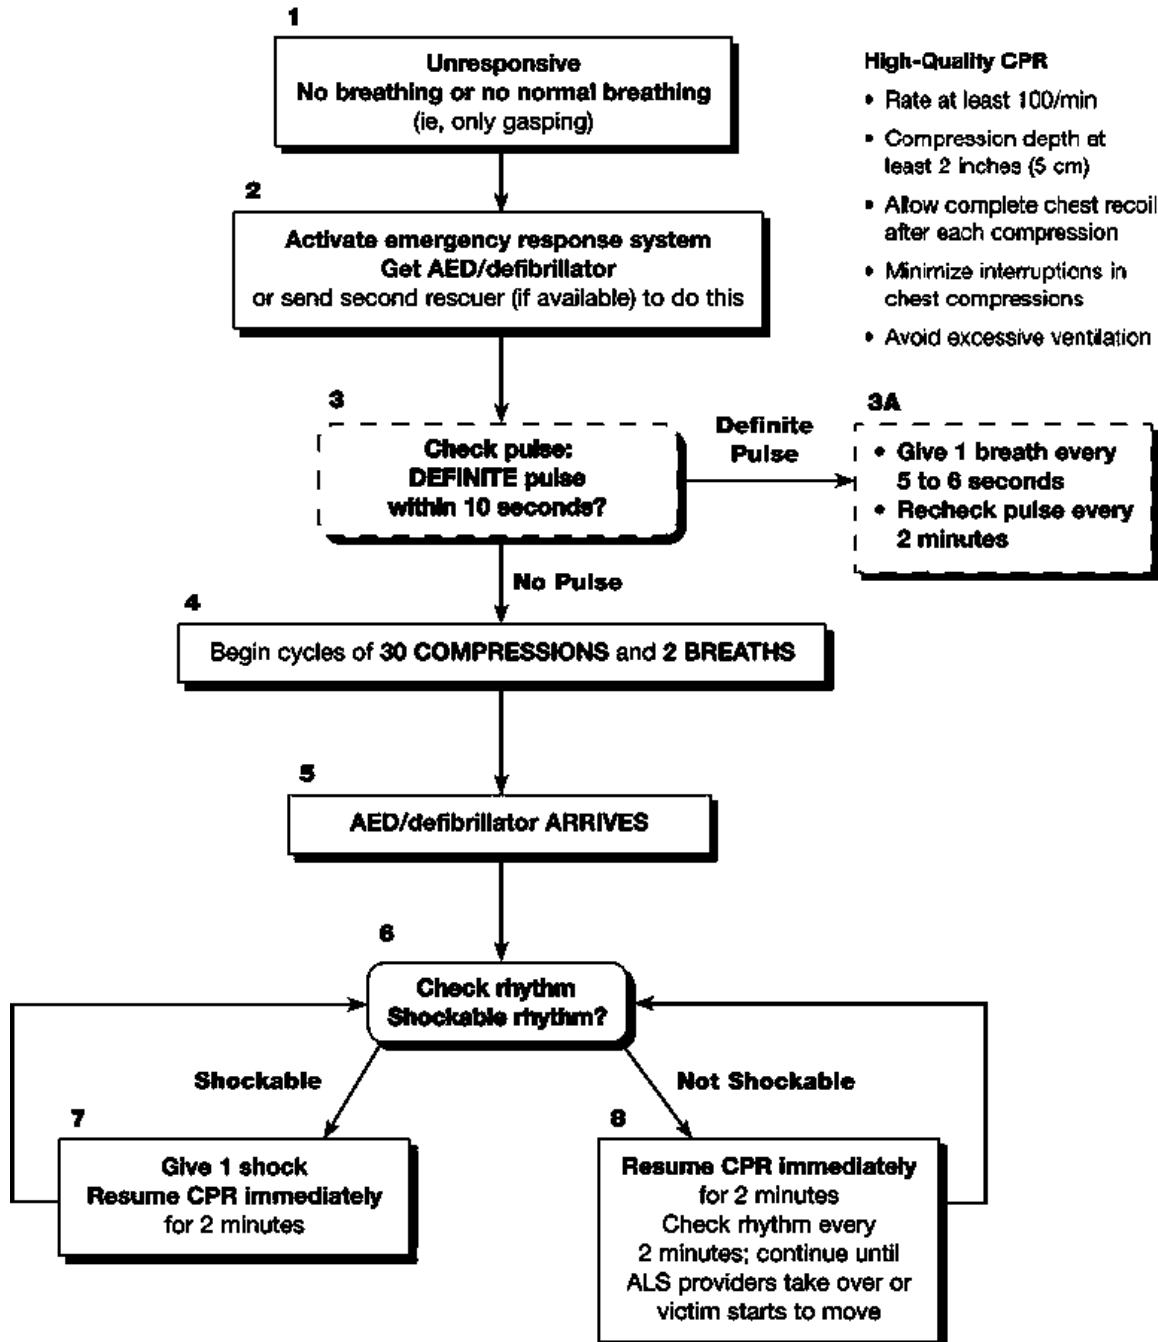 1
Unresponsive
No breathing or no normal breathing
(ie, only gasping)
High-Quality CPR
• Rate at least 100/min
• Compression depth at
least 2 inches (5 cm)
• Allow complete chest recoil
after each compression
• Minimize interruptions in
chest compressions
• Avoid excessive ventilation
2
Activate emergency response system
Get AED/defibrillator
or send second rescuer (if available) to do this
3
Check pulse:
DEFINITE pulse
within 10 seconds?
Definite
Pulse
3A
• Give 1 breath every
5 to 6 seconds
• Recheck pulse every
2 minutes
No Pulse
4
Begin cycles of 30 COMPRESSIONS and 2 BREATHS
5
AED/defibrillator ARRIVES
6
Check rhythm
Shockable rhythm?
Shockable
Not Shockable
7
Give 1 shock
Resume CPR immediately
for 2 minutes
8
Resume CPR immediately
for 2 minutes
Check rhythm every
2 minutes; continue until
ALS providers take over or
victim starts to move